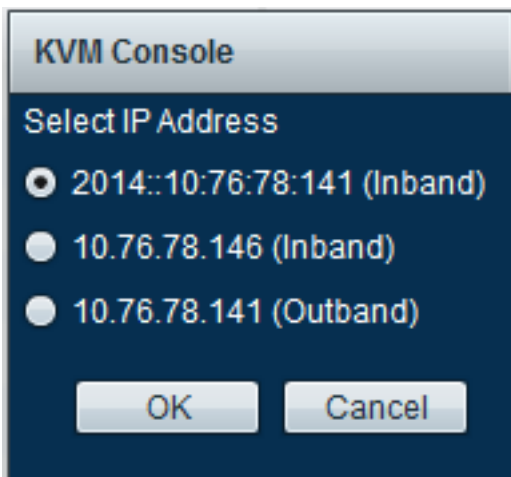 KVM Console
Select IP Address
2014::10:76:78:141 (Inband)
10.76.78.146 (Inband)
10.76.78.141 (Outband)
OK Cancel